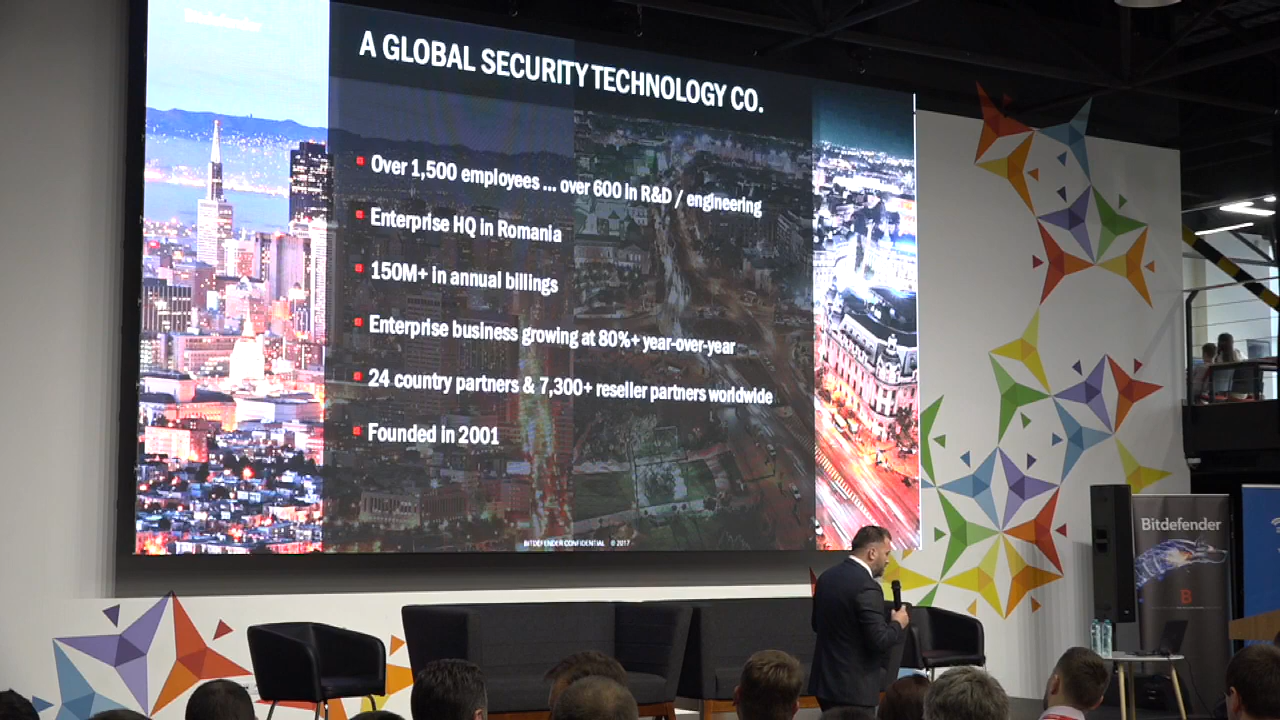 Bitdefender
A GLOBAL SECURITY TECHNOLOGY CO.
Over 1,500 employees ... over 600 in R&D / engineering
Enterprise HQ in Romania
150M+ in annual billings
Enterprise business growing at 80%+ year-over-year
24 country partners & 7,300+ reseller partners worldwide
Founded in 2001
BITDEFENDER CONFIDENTIAL © 2017
Bitdefender
B